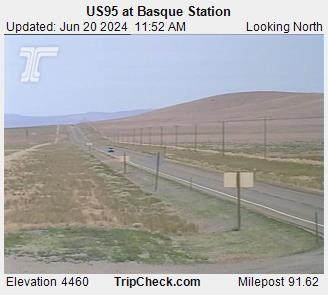 US95 at Basque Station
Updated: Jun 20 2024 11:52 AM Looking North
Elevation 4460 TripCheck.com Milepost 91.62